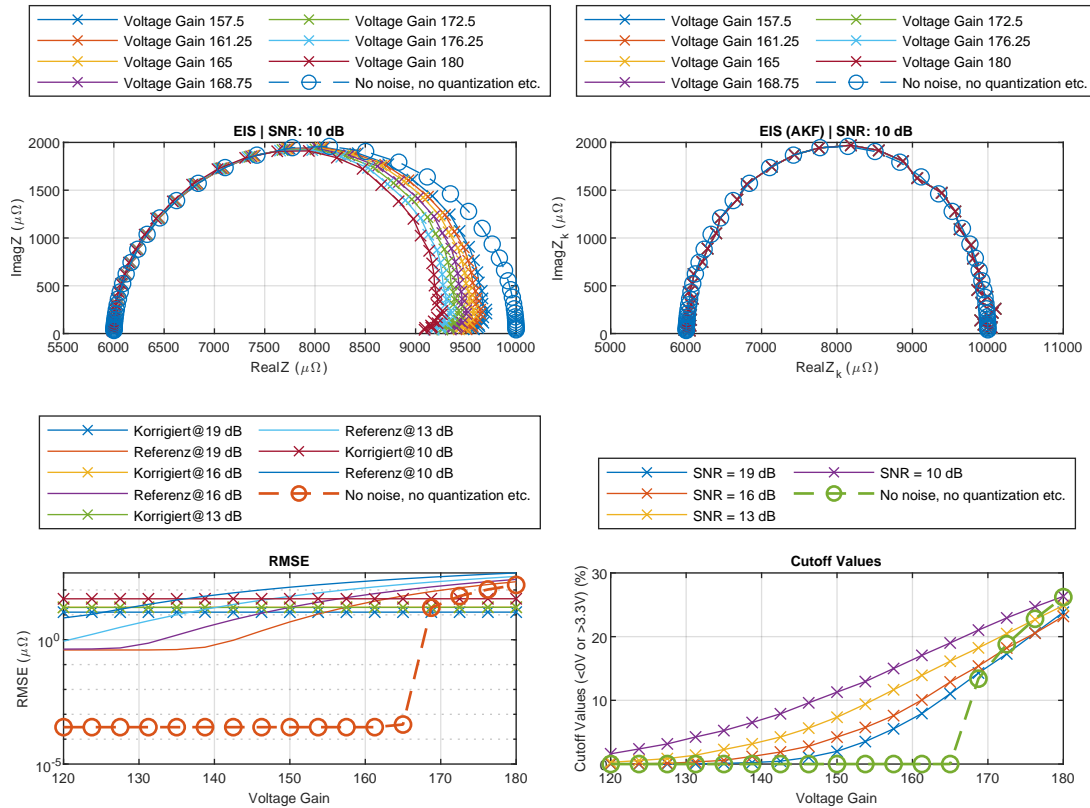 Voltage Gain 157.5
Voltage Gain 161.25
Voltage Gain 165
Voltage Gain 168.75
Voltage Gain 172.5
Voltage Gain 176.25
Voltage Gain 180
No noise, no quantization etc.
EIS | SNR: 10 dB
2000
1500
1000
500
0
ImagZ (μΩ)
5500 6000 6500 7000 7500 8000 8500 9000 9500 10000
RealZ (μΩ)
Voltage Gain 157.5
Voltage Gain 161.25
Voltage Gain 165
Voltage Gain 168.75
Voltage Gain 172.5
Voltage Gain 176.25
Voltage Gain 180
No noise, no quantization etc.
EIS (AKF) | SNR: 10 dB
2000
1500
1000
500
0
ImagZ_k (μΩ)
5000 6000 7000 8000 9000 10000 11000
RealZ_k (μΩ)
Korrigiert@19 dB
Referenz@19 dB
Korrigiert@16 dB
Referenz@16 dB
Korrigiert@13 dB
Referenz@13 dB
Korrigiert@10 dB
Referenz@10 dB
No noise, no quantization etc.
RMSE
10^0
10^-5
RMSE (μΩ)
120 130 140 150 160 170 180
Voltage Gain
SNR = 19 dB
SNR = 16 dB
SNR = 13 dB
SNR = 10 dB
No noise, no quantization etc.
Cutoff Values
30
20
10
0
Cutoff Values (<0V or >3.3V) (%)
120 130 140 150 160 170 180
Voltage Gain